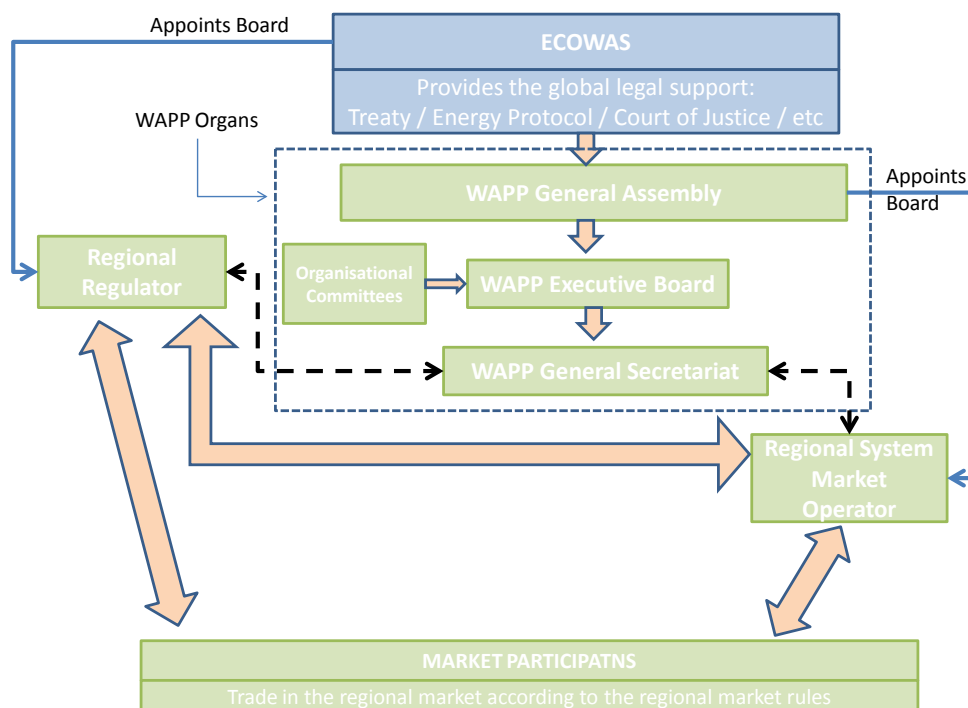 Appoints Board
ECOWAS
Provides the global legal support:
Treaty / Energy Protocol / Court of Justice / etc
WAPP Organs
WAPP General Assembly
Appoints
Board
Regional
Regulator
Organisational
Committees
WAPP Executive Board
WAPP General Secretariat
Regional System
Market
Operator
MARKET PARTICIPATNS
Trade in the regional market according to the regional market rules